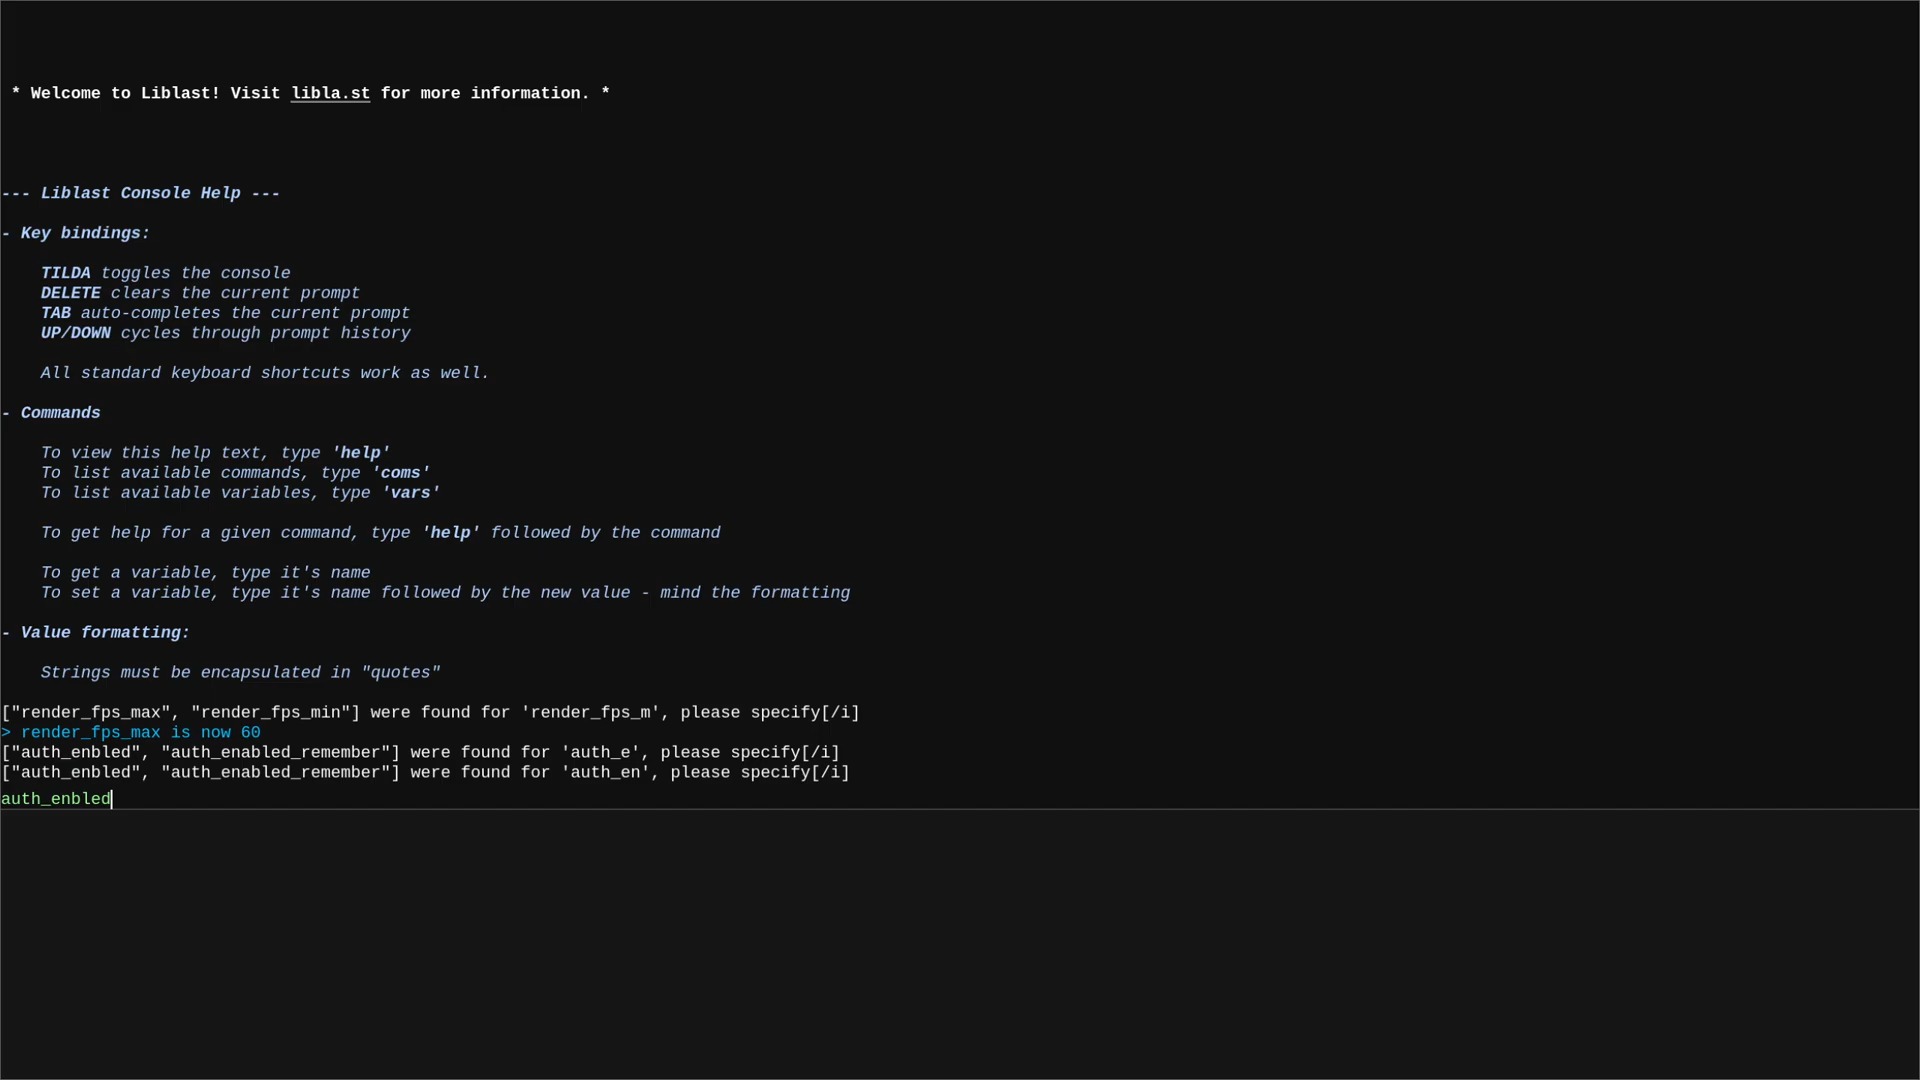 * Welcome to Liblast! Visit libla.st for more information. *
--- Liblast Console Help ---
- Key bindings:
TILDA toggles the console
DELETE clears the current prompt
TAB auto-completes the current prompt
UP/DOWN cycles through prompt history
All standard keyboard shortcuts work as well.
- Commands
To view this help text, type 'help'
To list available commands, type 'coms'
To list available variables, type 'vars'
To get help for a given command, type 'help' followed by the command
To get a variable, type it's name
To set a variable, type it's name followed by the new value - mind the formatting
- Value formatting:
Strings must be encapsulated in "quotes"
["render_fps_max", "render_fps_min"] were found for 'render_fps_m', please specify[/i]
> render_fps_max is now 60
["auth_enbled", "auth_enabled_remember"] were found for 'auth_e', please specify[/i]
["auth_enbled", "auth_enabled_remember"] were found for 'auth_en', please specify[/i]
auth_enbled